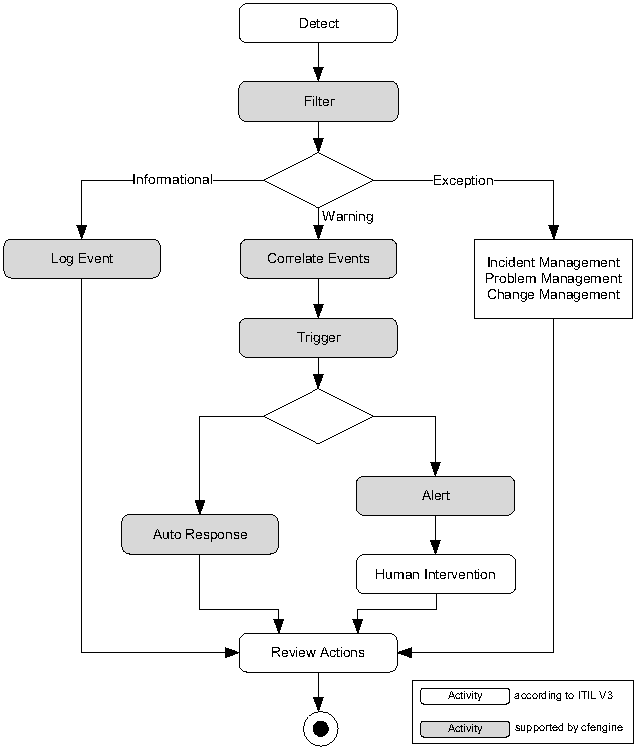 Detect
Filter
Informational
Exception
Warning
Log Event
Correlate Events
Incident Management
Problem Management
Change Management
Trigger
Alert
Auto Response
Human Intervention
Review Actions
Activity according to ITIL V3
Activity supported by cfengine